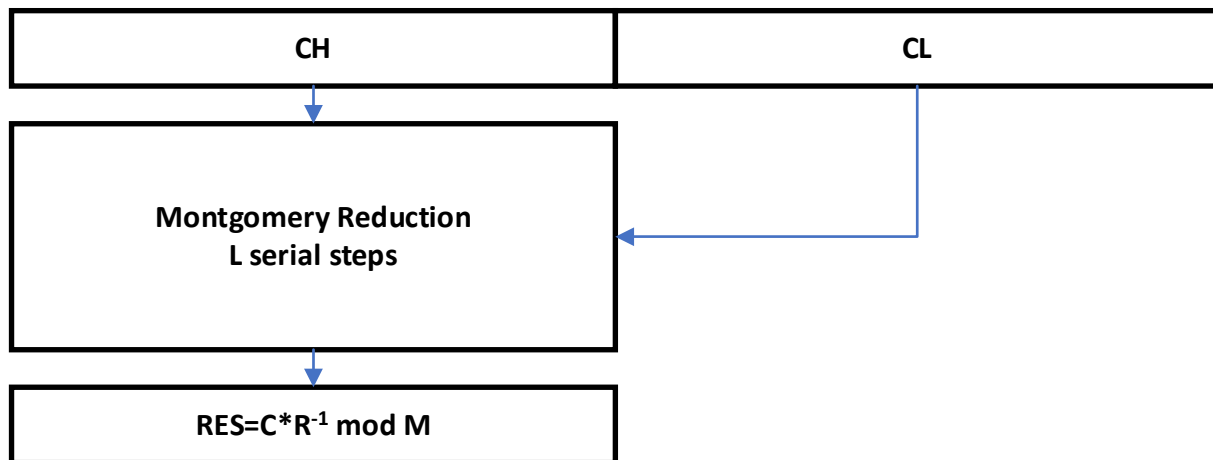 CH
CL
Montgomery Reduction
L serial steps
RES=C*R⁻¹ mod M